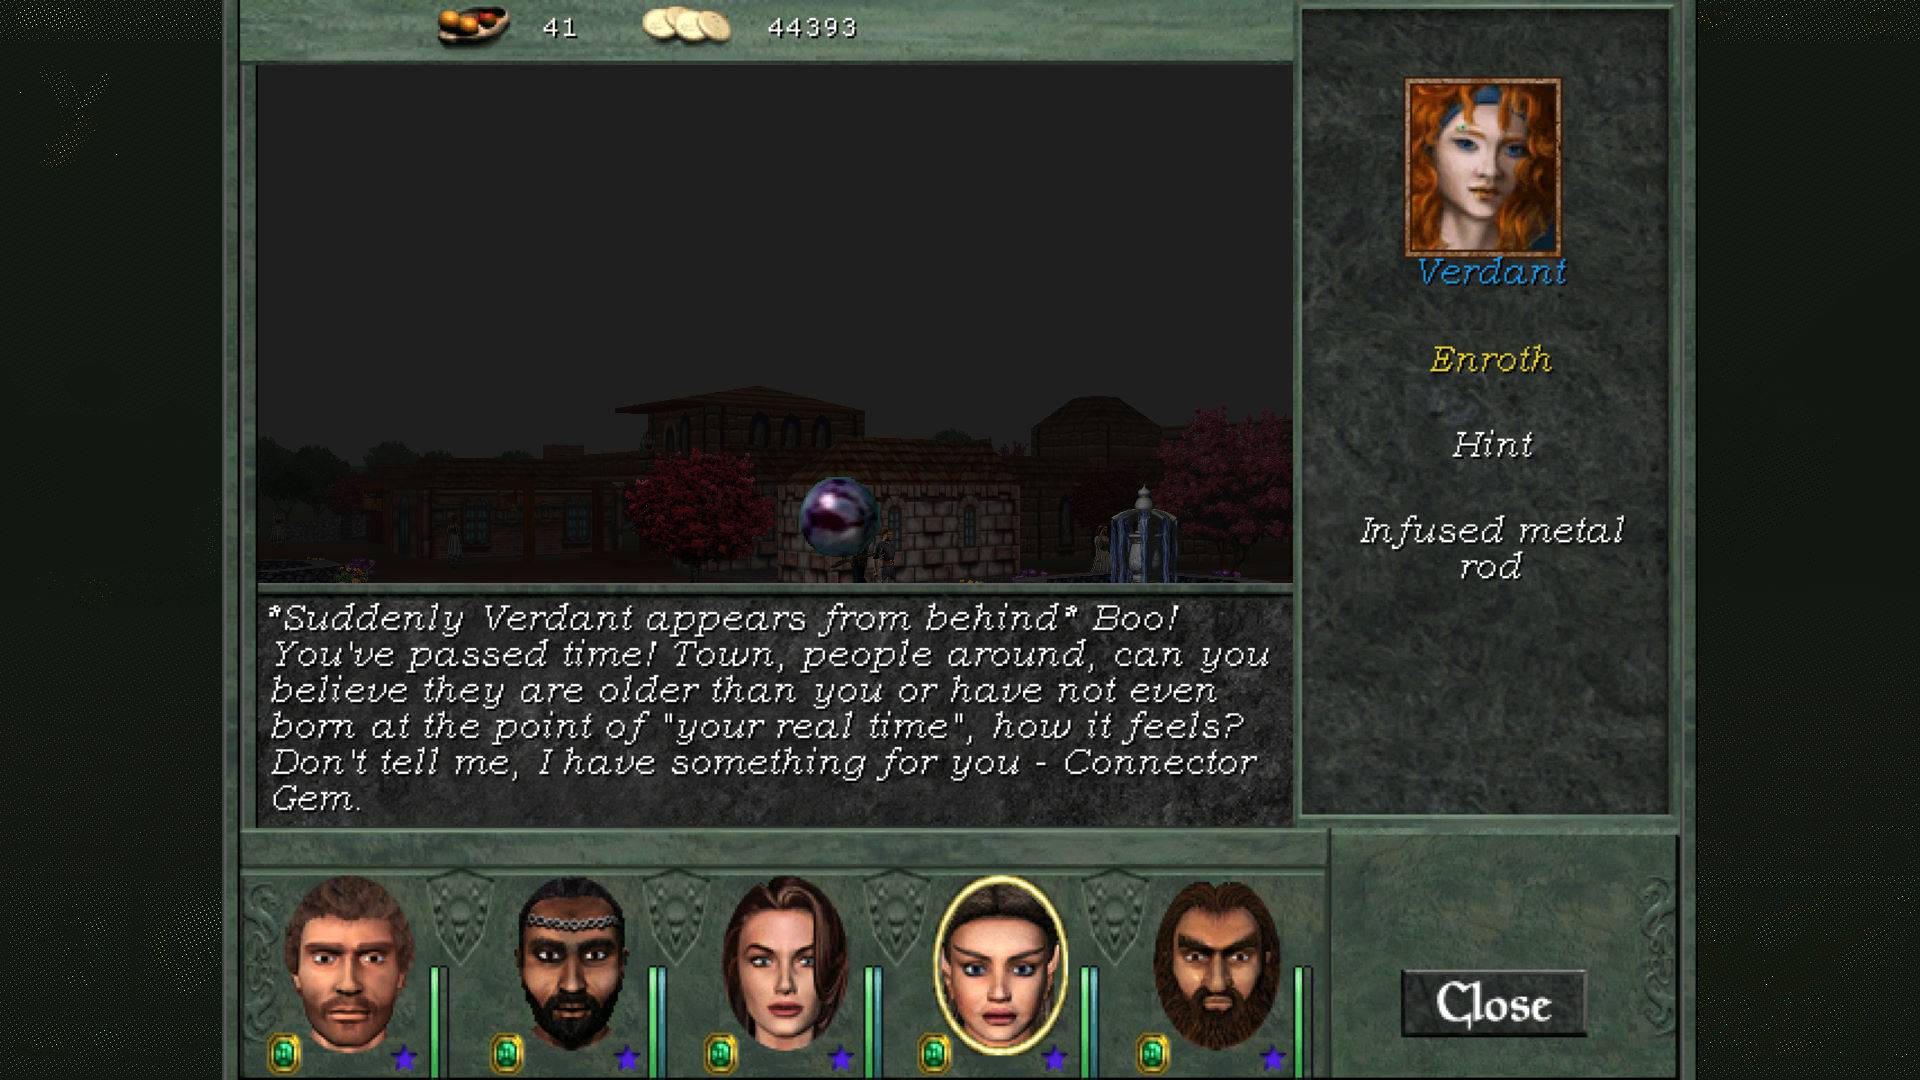 41 44393
Verdant
Enroth
Hint
Infused metal
rod
*Suddenly Verdant appears from behind* Boo!
You've passed time! Town, people around, can you
believe they are older than you or have not even
born at the point of "your real time", how it feels?
Don't tell me, I have something for you - Connector
Gem.
Close